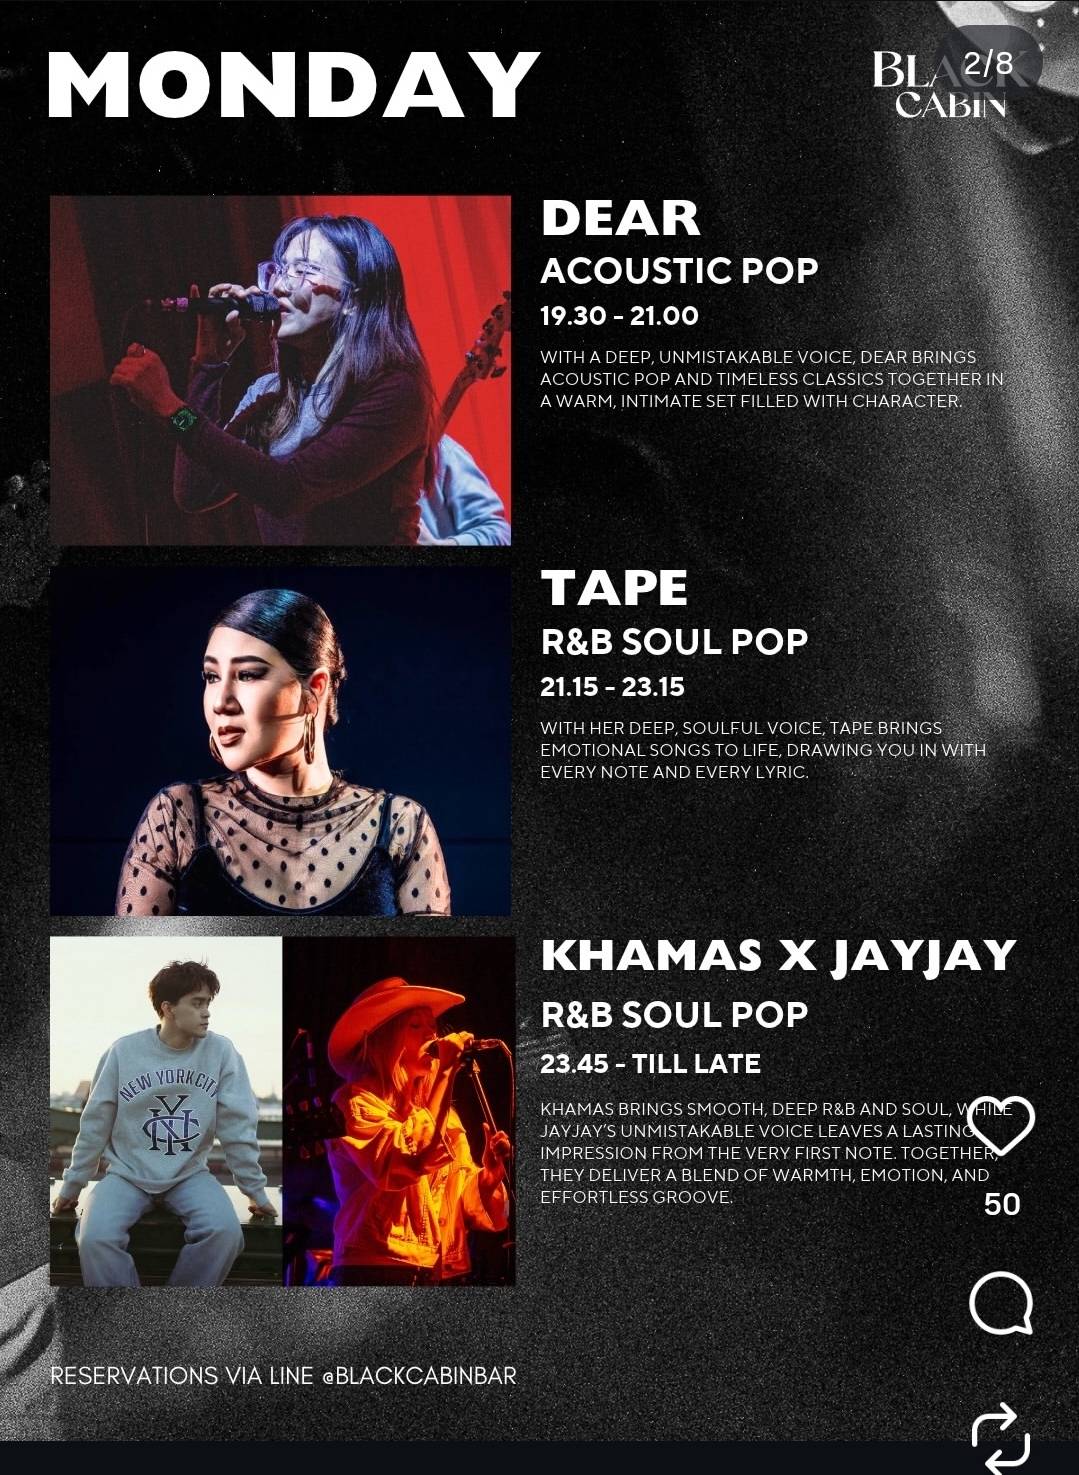 MONDAY
BLACK
CABIN
2/8
DEAR
ACOUSTIC POP
19.30 - 21.00
WITH A DEEP, UNMISTAKABLE VOICE, DEAR BRINGS
ACOUSTIC POP AND TIMELESS CLASSICS TOGETHER IN
A WARM, INTIMATE SET FILLED WITH CHARACTER.
TAPE
R&B SOUL POP
21.15 - 23.15
WITH HER DEEP, SOULFUL VOICE, TAPE BRINGS
EMOTIONAL SONGS TO LIFE, DRAWING YOU IN WITH
EVERY NOTE AND EVERY LYRIC.
NEW YORK CITY
NYC
KHAMAS X JAYJAY
R&B SOUL POP
23.45 - TILL LATE
KHAMAS BRINGS SMOOTH, DEEP R&B AND SOUL, WHILE
JAYJAY'S UNMISTAKABLE VOICE LEAVES A LASTING
IMPRESSION FROM THE VERY FIRST NOTE. TOGETHER,
THEY DELIVER A BLEND OF WARMTH, EMOTION, AND
EFFORTLESS GROOVE.
50
RESERVATIONS VIA LINE @BLACKCABINBAR